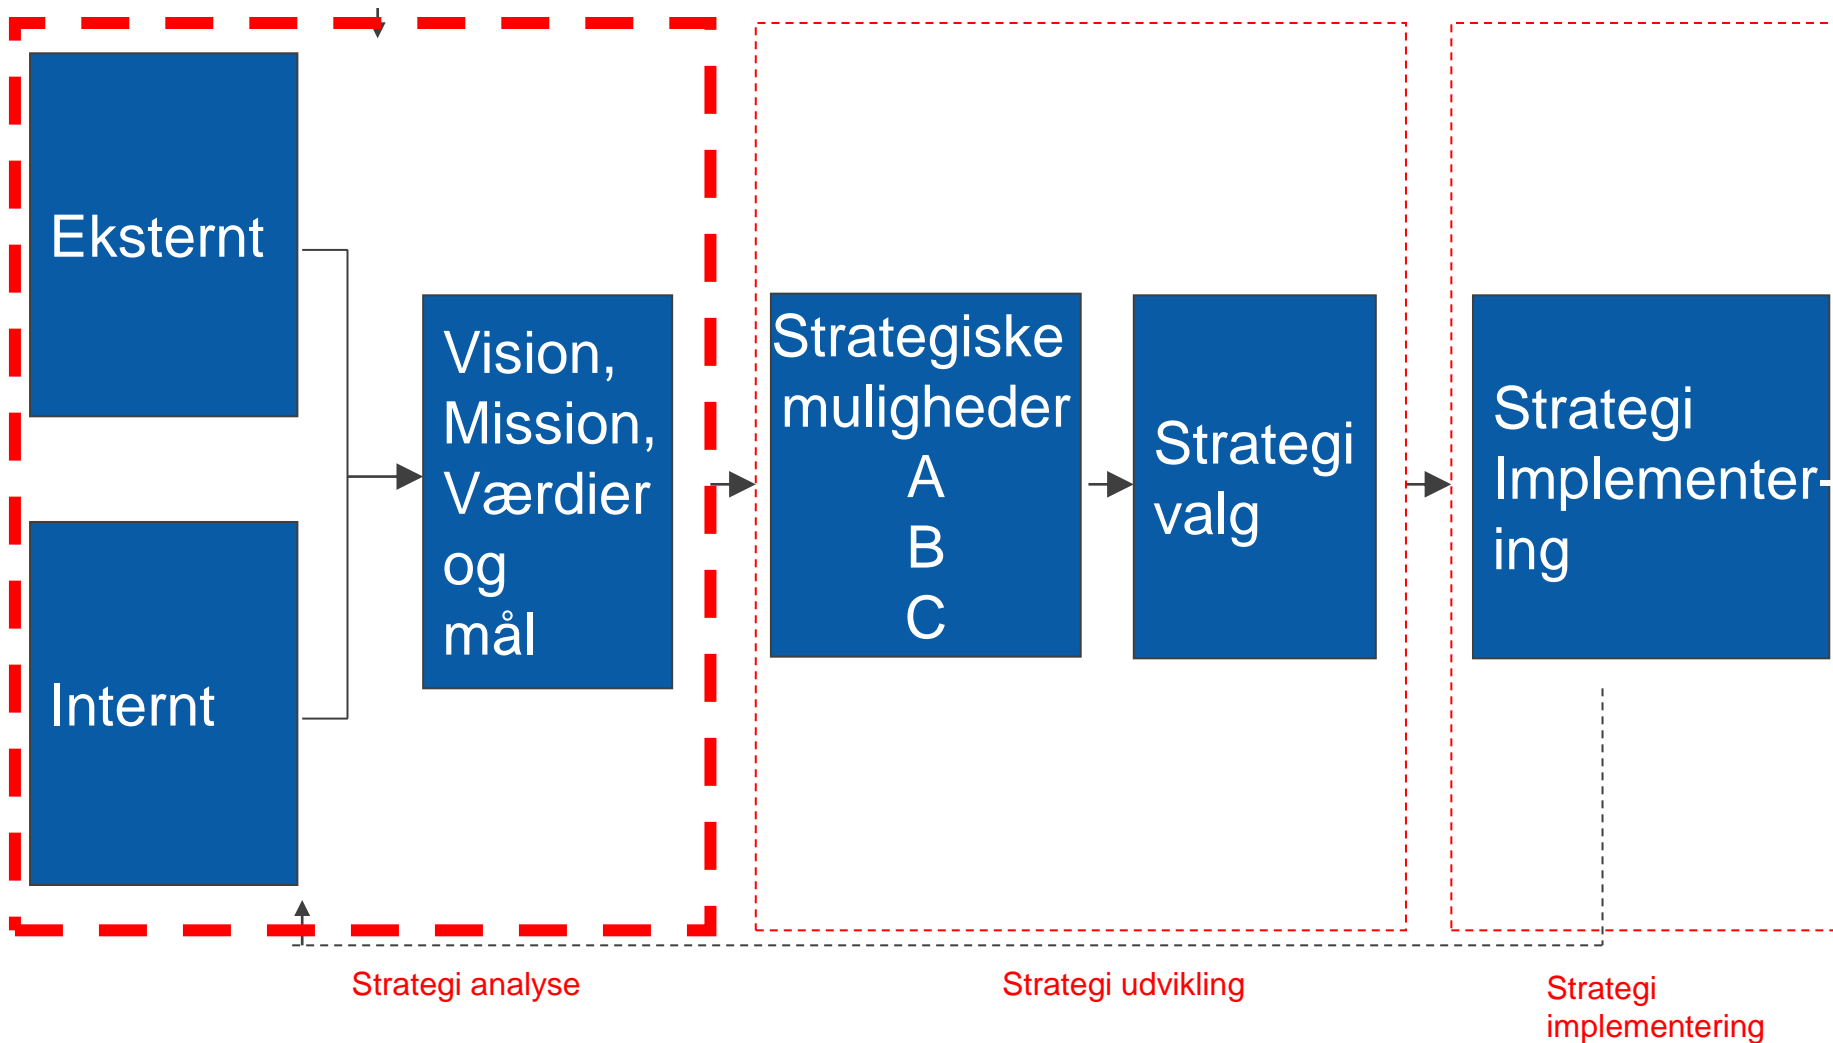 Eksternt
Internt
Vision,
Mission,
Værdier
og
mål
Strategiske
muligheder
A
B
C
Strategi
valg
Strategi
Implementer-
ing
Strategi analyse
Strategi udvikling
Strategi
implementering